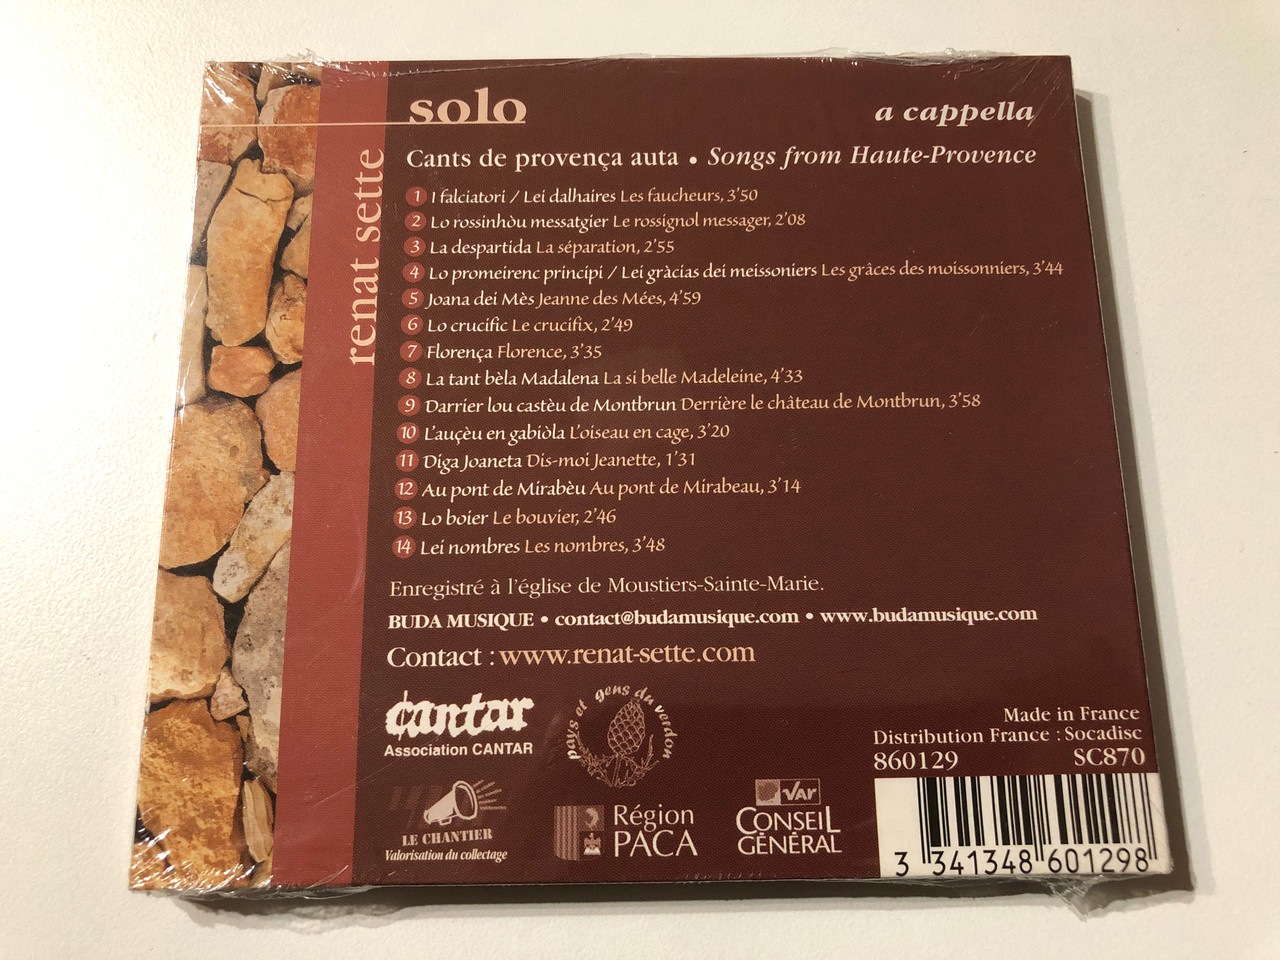 solo
a cappella
renat sette
Cants de provença auta • Songs from Haute-Provence
1 I falciatori / Lei dalhaires Les faucheurs, 3’50
2 Lo rossinhòu messatgier Le rossignol messager, 2’08
3 La despartida La séparation, 2’55
4 Lo promeirenc principi / Lei gràcias dei meissoniers Les grâces des moissonniers, 3’44
5 Joana dei Mès Jeanne des Mées, 4’59
6 Lo crucific Le crucifix, 2’49
7 Florença Florence, 3’35
8 La tant bèla Madalena La si belle Madeleine, 4’33
9 Darrier lou castèu de Montbrun Derrière le château de Montbrun, 3’58
10 L’auçèu en gabiòla L’oiseau en cage, 3’20
11 Diga Joaneta Dis-moi Jeanette, 1’31
12 Au pont de Mirabèu Au pont de Mirabeau, 3’14
13 Lo boier Le bouvier, 2’46
14 Lei nombres Les nombres, 3’48
Enregistré à l’église de Moustiers-Sainte-Marie.
BUDA MUSIQUE • contact@budamusique.com • www.budamusique.com
Contact : www.renat-sette.com
cantar
Association CANTAR
pays et gens du verdon
Made in France
Distribution France : Socadisc
860129 SC870
LE CHANTIER
Valorisation du collectage
Région
PACA
VAR
CONSEIL
GÉNÉRAL
3 341348 601298